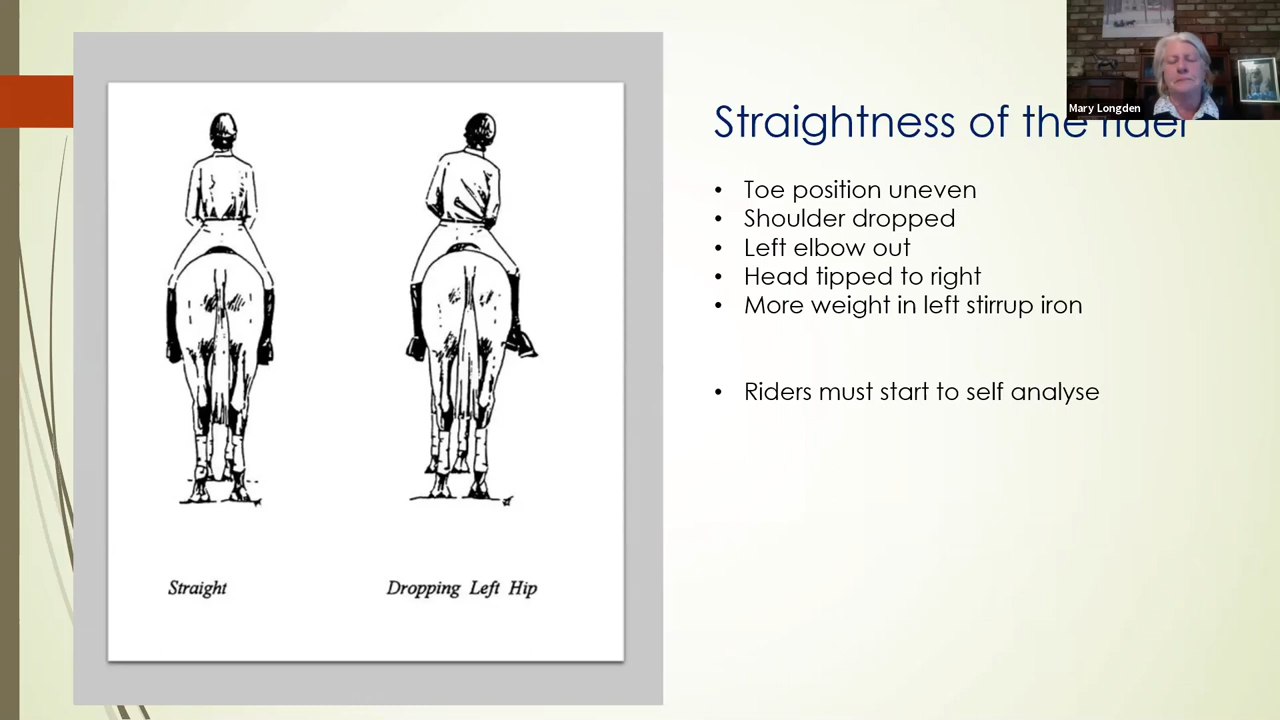 Mary Longden
Straightness of the rider
• Toe position uneven
• Shoulder dropped
• Left elbow out
• Head tipped to right
• More weight in left stirrup iron
• Riders must start to self analyse
Straight
Dropping Left Hip